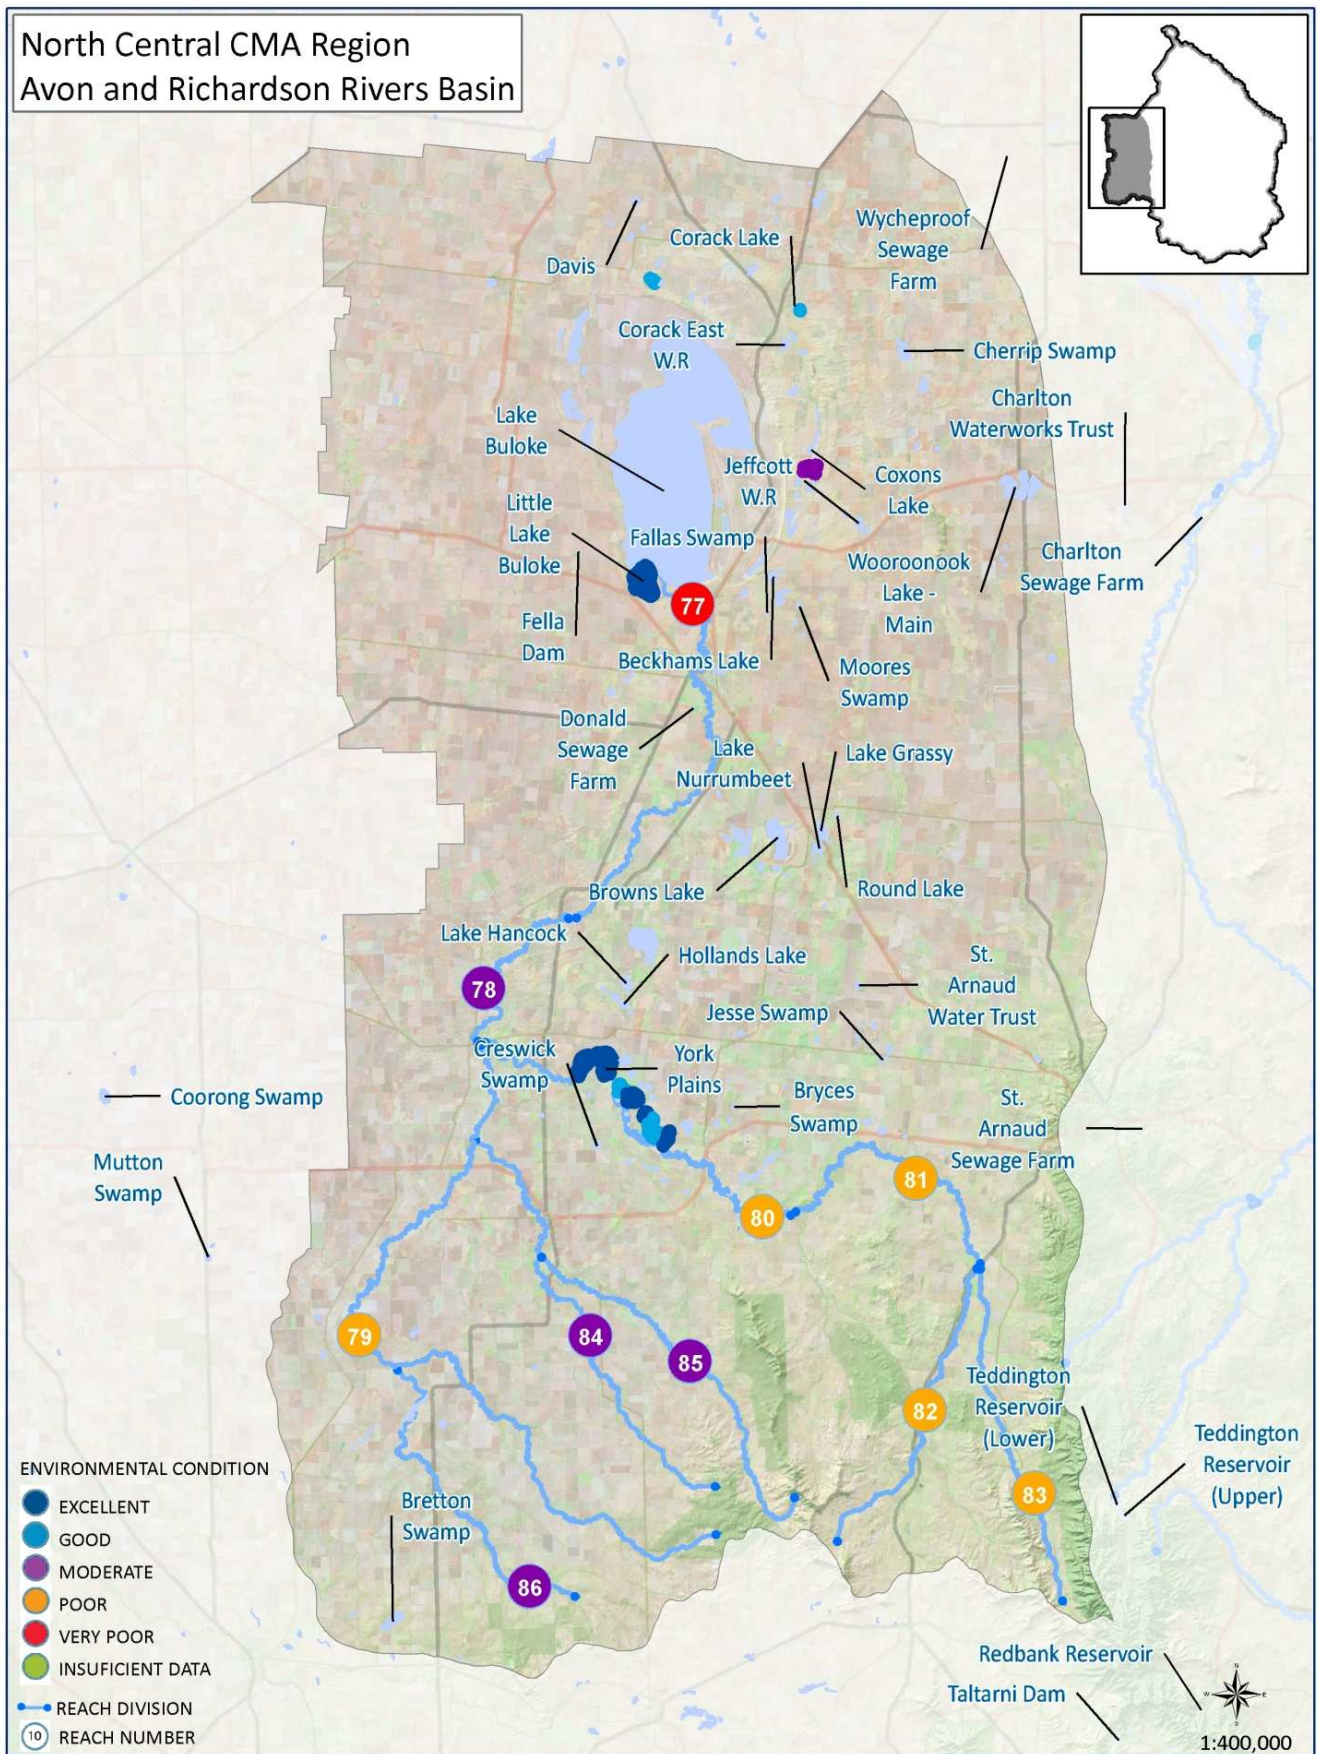 North Central CMA Region
Avon and Richardson Rivers Basin
Wycheproof
Sewage
Farm
Corack Lake
Davis
Corack East
W.R
Cherrip Swamp
Charlton
Waterworks Trust
Lake
Buloke
Jeffcott
W.R
Coxons
Lake
Little
Lake
Buloke
Fallas Swamp
Wooroonook
Lake -
Main
Charlton
Sewage Farm
77
Fella
Dam
Beckhams Lake
Moores
Swamp
Donald
Sewage
Farm
Lake
Nurrumbeet
Lake Grassy
Browns Lake
Round Lake
Lake Hancock
Hollands Lake
St.
Arnaud
Water Trust
78
Jesse Swamp
Creswick
Swamp
York
Plains
Bryces
Swamp
St.
Arnaud
Sewage Farm
Coorong Swamp
Mutton
Swamp
81
80
79
84
85
82
Teddington
Reservoir
(Lower)
Teddington
Reservoir
(Upper)
83
Bretton
Swamp
86
ENVIRONMENTAL CONDITION
EXCELLENT
GOOD
MODERATE
POOR
VERY POOR
INSUFICIENT DATA
REACH DIVISION
10 REACH NUMBER
Redbank Reservoir
Taltarni Dam
N
W E
S
1:400,000